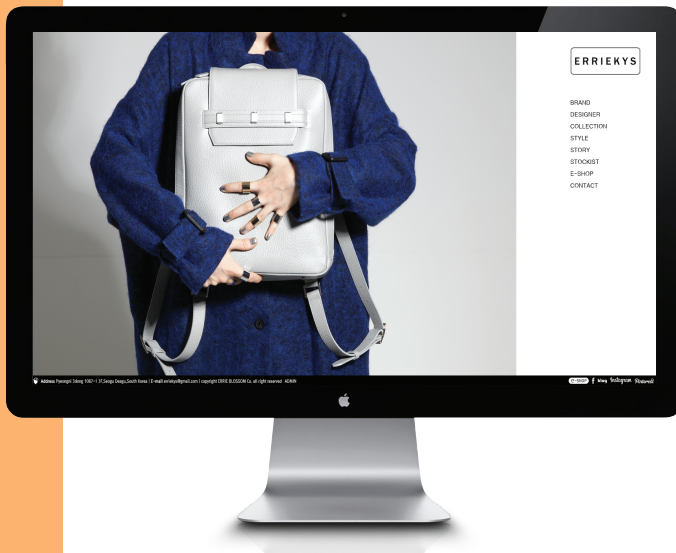 ERRIEKYS
BRAND
DESIGNER
COLLECTION
STYLE
STORY
STOCKIST
E-SHOP
CONTACT
Address Pyeongri 3dong 1067-1 37,Seogu Deagu,South Korea | E-mail erriekys@gmail.com | copyright ERRIE BLOSSOM Co. all right reserved ADMIN
E-SHOP f blog Instagram Pinterest